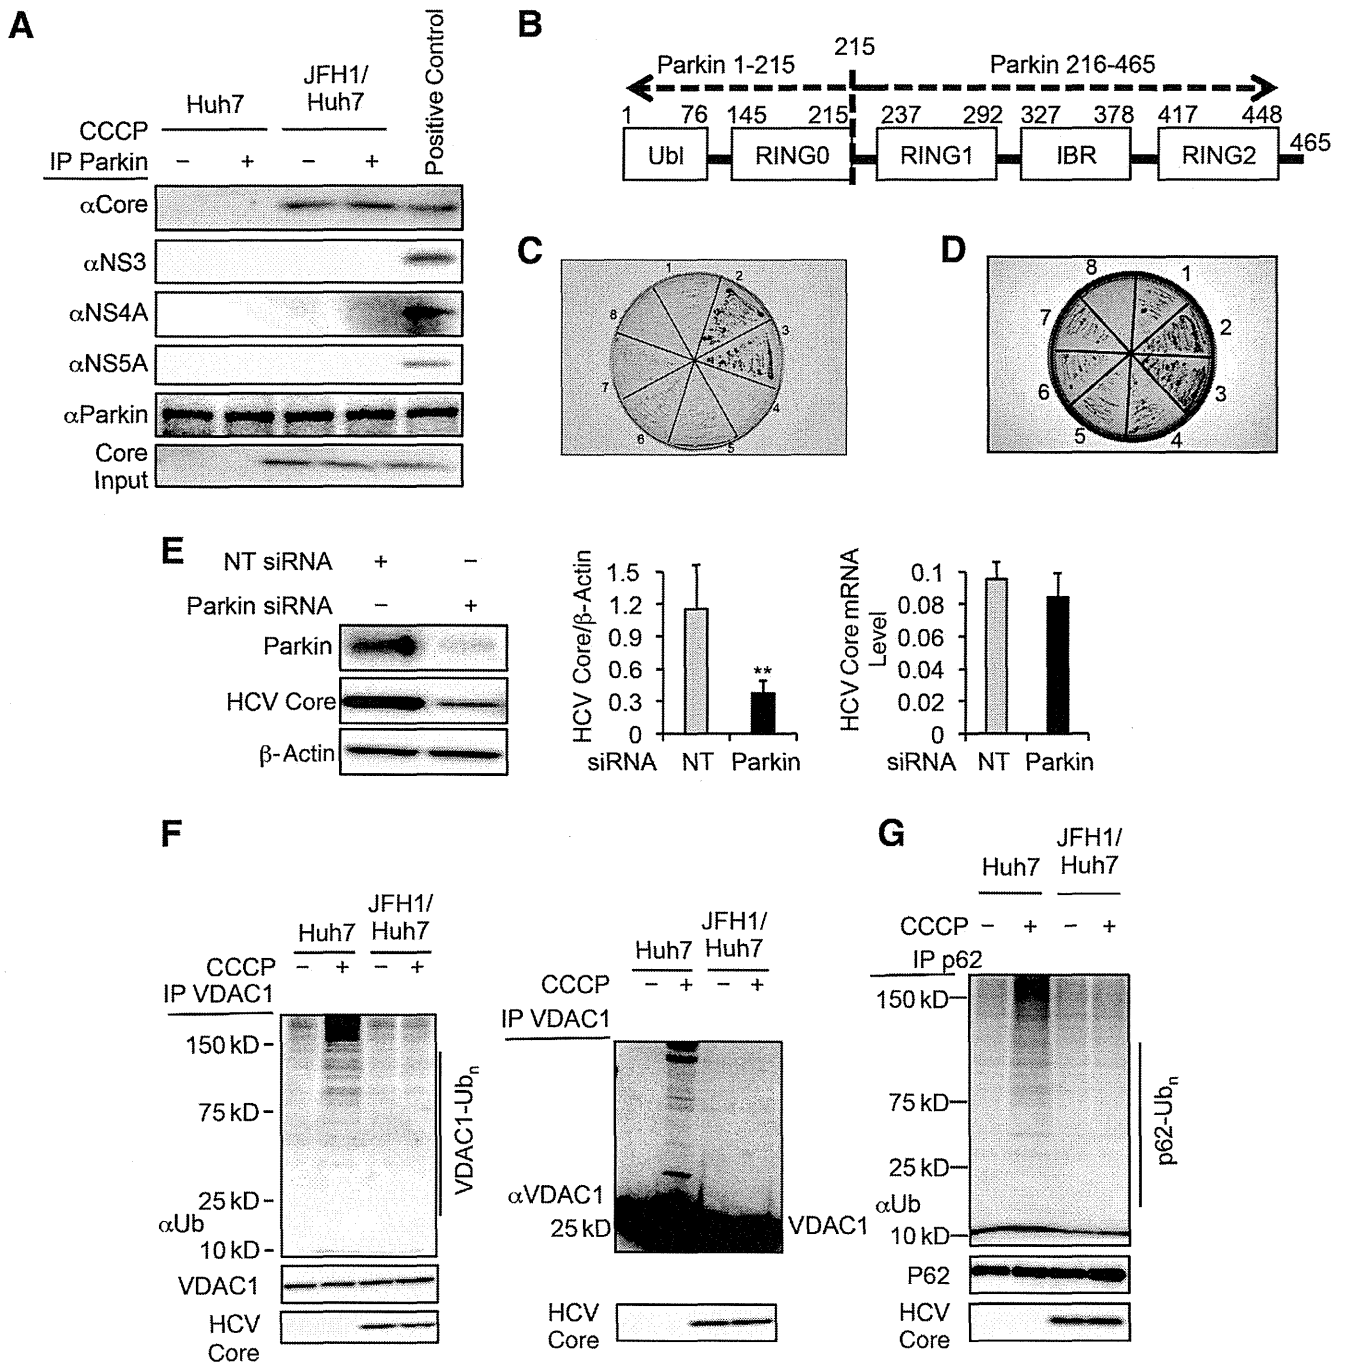 A
Huh7
JFH1/
Huh7
Positive Control
CCCP
IP Parkin
− + − +
αCore
αNS3
αNS4A
αNS5A
αParkin
Core
Input
B
215
Parkin 1-215
Parkin 216-465
1 76 145 215 237 292 327 378 417 448
Ubl RING0 RING1 IBR RING2
465
C
1
2
3
4
5
6
7
8
D
1
2
3
4
5
6
7
8
E
NT siRNA + −
Parkin siRNA − +
Parkin
HCV Core
β-Actin
HCV Core/β-Actin
1.5
1.2
0.9
0.6
0.3
0
**
siRNA NT Parkin
HCV Core mRNA
Level
0.1
0.08
0.06
0.04
0.02
0
siRNA NT Parkin
F
Huh7
JFH1/
Huh7
CCCP − + − +
IP VDAC1
150 kD
75 kD
25 kD
αUb
10 kD
VDAC1-Ubn
VDAC1
HCV
Core
Huh7
JFH1/
Huh7
CCCP − + − +
IP VDAC1
αVDAC1
25 kD
VDAC1
HCV
Core
G
Huh7
JFH1/
Huh7
CCCP − + − +
IP p62
150 kD
75 kD
25 kD
αUb
10 kD
p62-Ubn
P62
HCV
Core